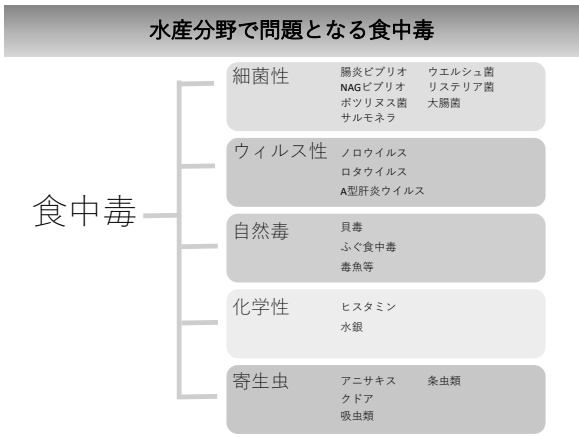 水産分野で問題となる食中毒
食中毒
細菌性
腸炎ビブリオ ウエルシュ菌
NAGビブリオ リステリア菌
ボツリヌス菌 大腸菌
サルモネラ
ウィルス性
ノロウイルス
ロタウイルス
A型肝炎ウイルス
自然毒
貝毒
ふぐ食中毒
毒魚等
化学性
ヒスタミン
水銀
寄生虫
アニサキス 条虫類
クドア
吸虫類